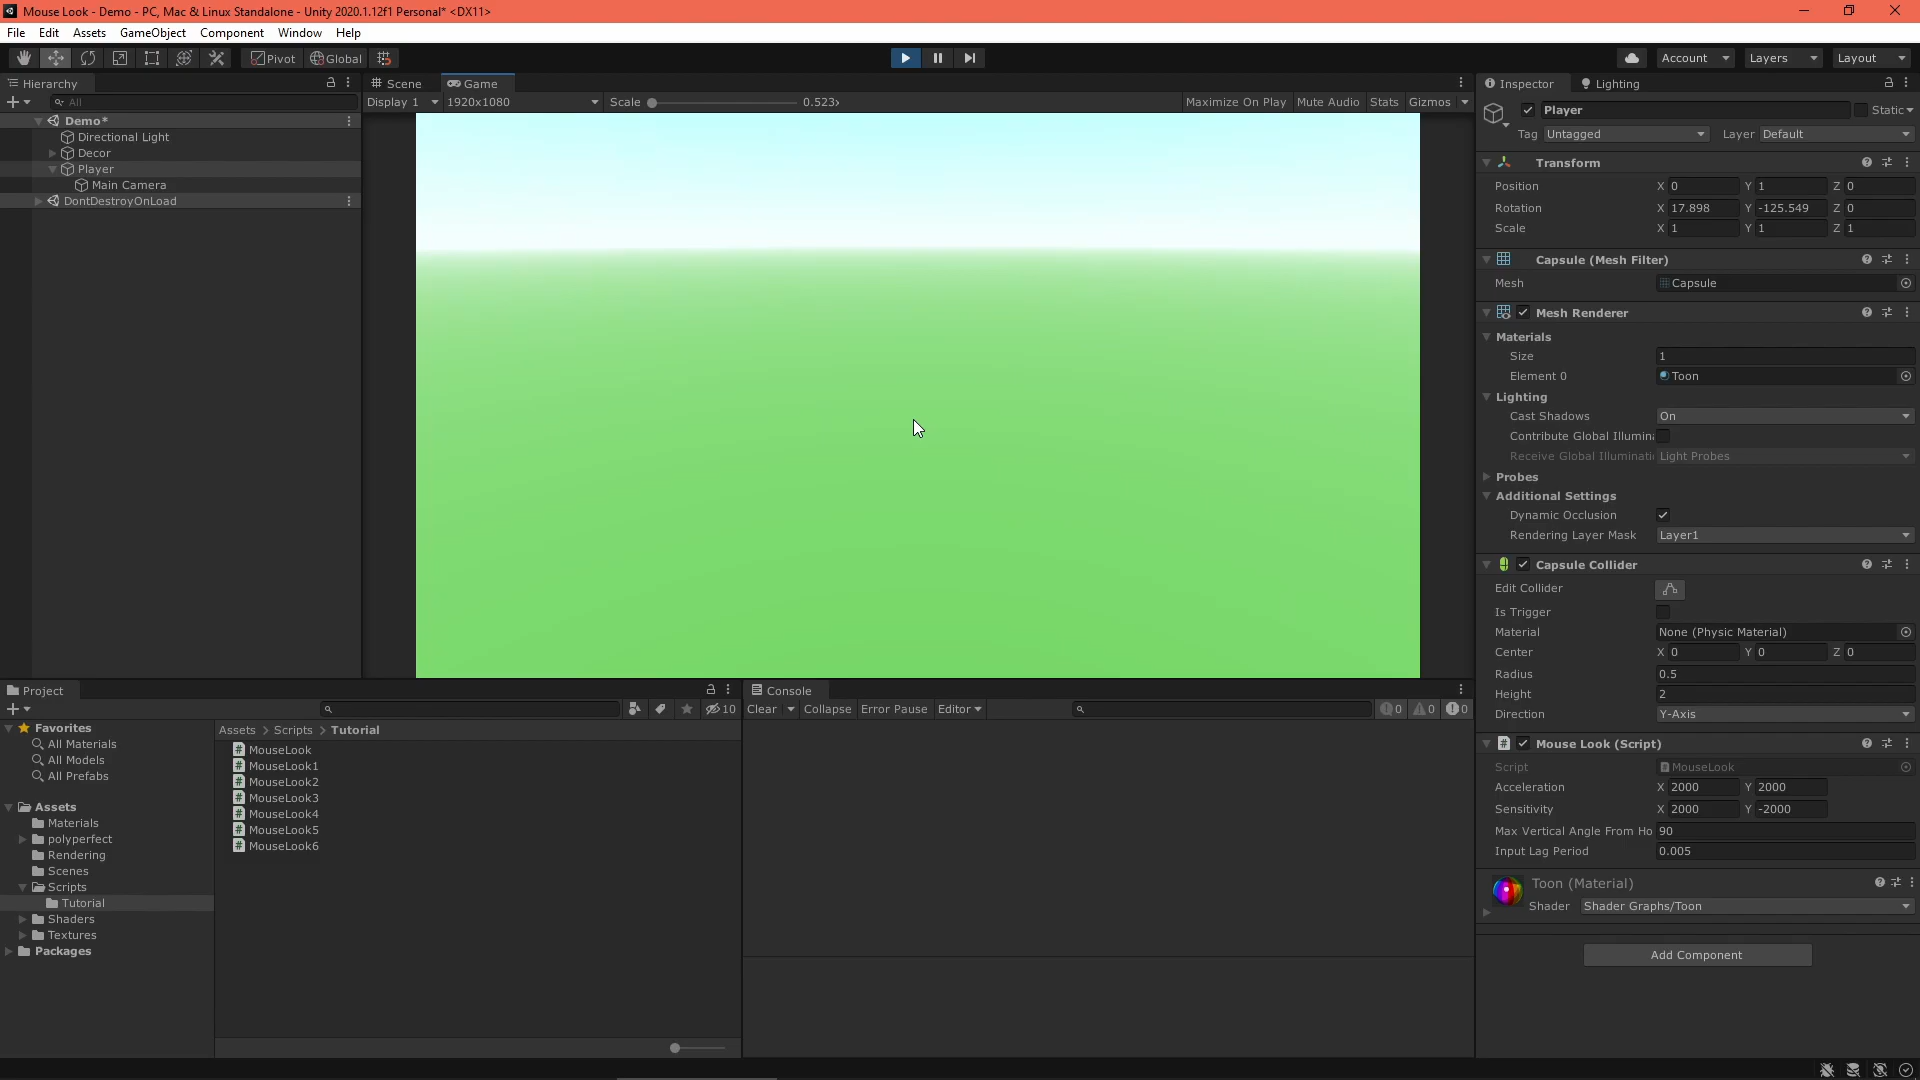 Mouse Look - Demo - PC, Mac & Linux Standalone - Unity 2020.1.12f1 Personal* <DX11>
File Edit Assets GameObject Component Window Help
Pivot Global Account Layers Layout
Hierarchy
All
Demo*
Directional Light
Decor
Player
Main Camera
DontDestroyOnLoad
Scene Game
Display 1 1920x1080 Scale 0.523x Maximize On Play Mute Audio Stats Gizmos
Inspector Lighting
Player Static
Tag Untagged Layer Default
Transform
Position X 0 Y 1 Z 0
Rotation X 17.898 Y -125.549 Z 0
Scale X 1 Y 1 Z 1
Capsule (Mesh Filter)
Mesh Capsule
Mesh Renderer
Materials
Size 1
Element 0 Toon
Lighting
Cast Shadows On
Contribute Global Illumin
Receive Global Illuminati Light Probes
Probes
Additional Settings
Dynamic Occlusion
Rendering Layer Mask Layer1
Capsule Collider
Edit Collider
Is Trigger
Material None (Physic Material)
Center X 0 Y 0 Z 0
Radius 0.5
Height 2
Direction Y-Axis
Mouse Look (Script)
Script MouseLook
Acceleration X 2000 Y 2000
Sensitivity X 2000 Y -2000
Max Vertical Angle From Ho 90
Input Lag Period 0.005
Toon (Material)
Shader Shader Graphs/Toon
Add Component
Project
10
Favorites
All Materials
All Models
All Prefabs
Assets
Materials
polyperfect
Rendering
Scenes
Scripts
Tutorial
Shaders
Textures
Packages
Assets > Scripts > Tutorial
MouseLook
MouseLook1
MouseLook2
MouseLook3
MouseLook4
MouseLook5
MouseLook6
Console
Clear Collapse Error Pause Editor 0 0 0